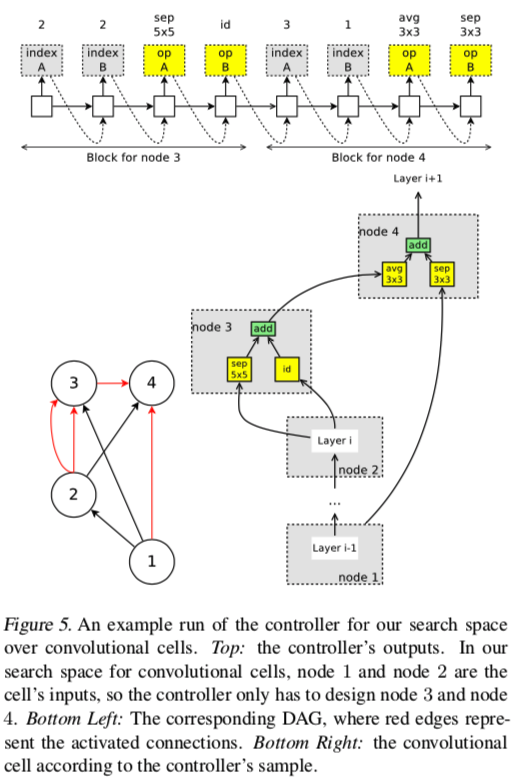 2 2 sep 5x5 id 3 1 avg 3x3 sep 3x3
index A index B op A op B index A index B op A op B
Block for node 3 Block for node 4
Layer i+1
node 4
add
avg 3x3 sep 3x3
node 3 add
sep 5x5 id
3 4
Layer i
2
node 2
...
1
Layer i-1
node 1
Figure 5. An example run of the controller for our search space
over convolutional cells. Top: the controller's outputs. In our
search space for convolutional cells, node 1 and node 2 are the
cell's inputs, so the controller only has to design node 3 and node
4. Bottom Left: The corresponding DAG, where red edges repre-
sent the activated connections. Bottom Right: the convolutional
cell according to the controller's sample.